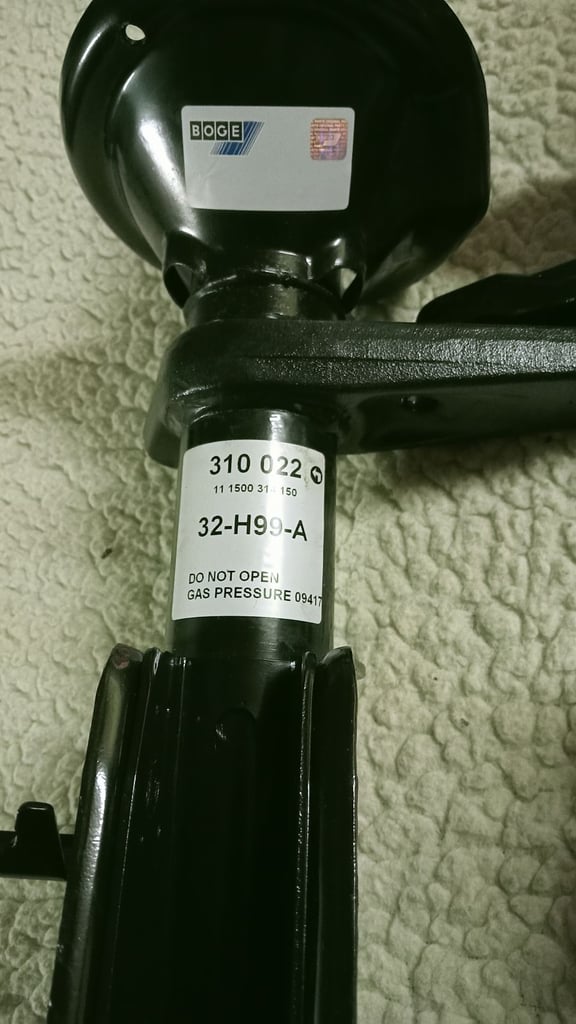 BOGE
310 022
32-H99-A
DO NOT OPEN
GAS PRESSURE 09417